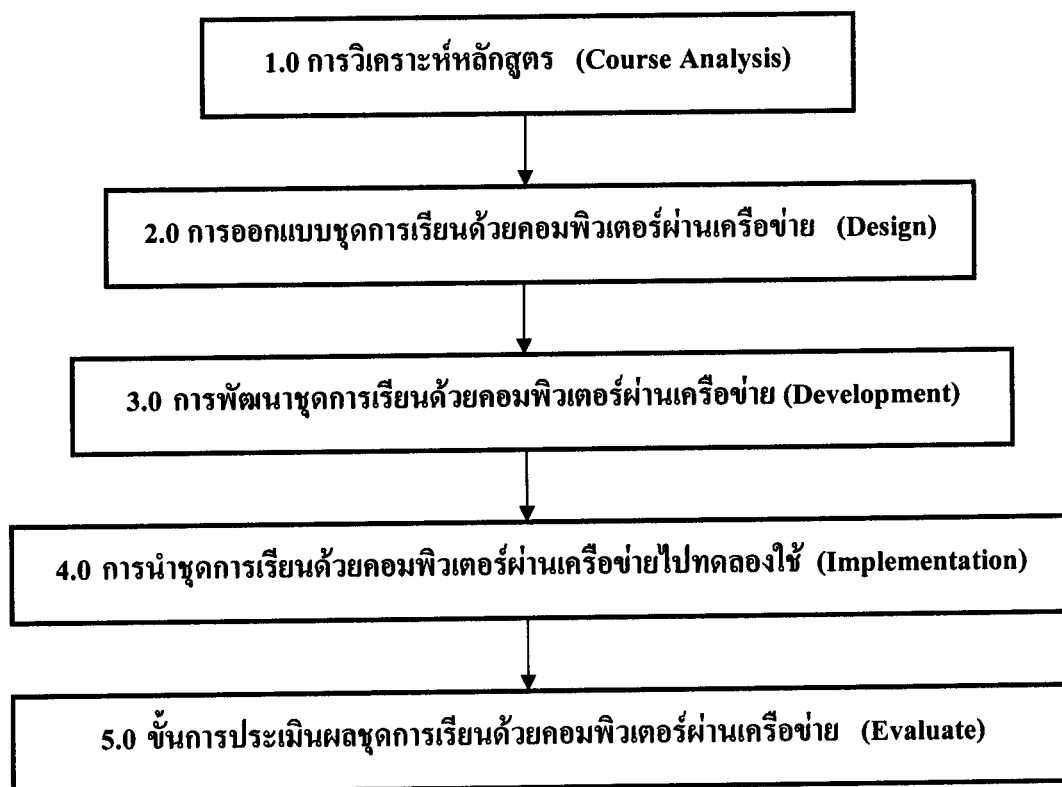 1.0 การวิเคราะห์หลักสูตร (Course Analysis)
2.0 การออกแบบชุดการเรียนด้วยคอมพิวเตอร์ผ่านเครือข่าย (Design)
3.0 การพัฒนาชุดการเรียนด้วยคอมพิวเตอร์ผ่านเครือข่าย (Development)
4.0 การนำชุดการเรียนด้วยคอมพิวเตอร์ผ่านเครือข่ายไปทดลองใช้ (Implementation)
5.0 ขั้นการประเมินผลชุดการเรียนด้วยคอมพิวเตอร์ผ่านเครือข่าย (Evaluate)